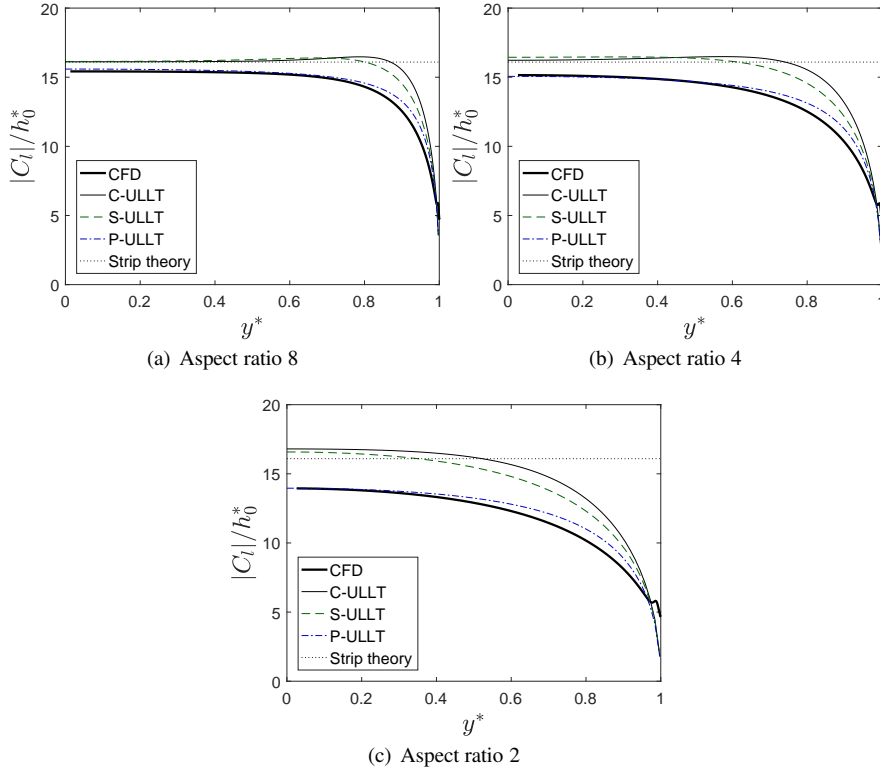 20
15
10
5
0
|C_l|/h_0^*
CFD
C-ULLT
S-ULLT
P-ULLT
Strip theory
0 0.2 0.4 0.6 0.8 1
y*
(a) Aspect ratio 8
20
15
10
5
0
|C_l|/h_0^*
CFD
C-ULLT
S-ULLT
P-ULLT
Strip theory
0 0.2 0.4 0.6 0.8 1
y*
(b) Aspect ratio 4
20
15
10
5
0
|C_l|/h_0^*
CFD
C-ULLT
S-ULLT
P-ULLT
Strip theory
0 0.2 0.4 0.6 0.8 1
y*
(c) Aspect ratio 2